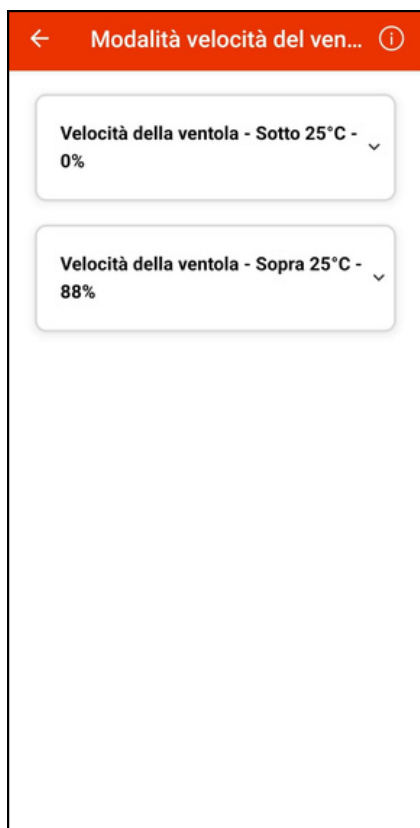 Modalità velocità del ven...
Velocità della ventola - Sotto 25°C -
0%
Velocità della ventola - Sopra 25°C -
88%